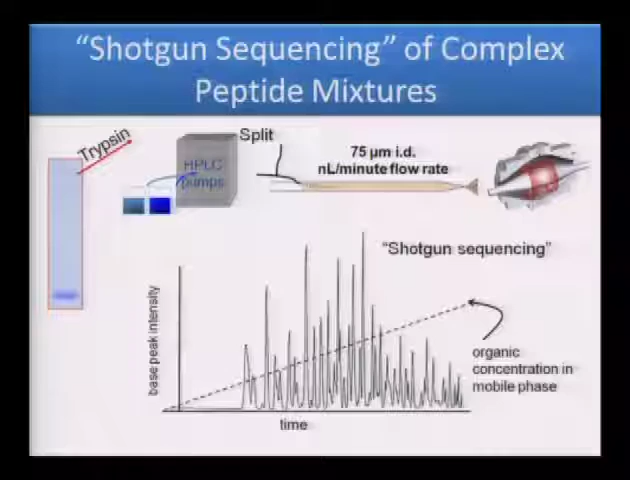 “Shotgun Sequencing” of Complex
Peptide Mixtures
Trypsin
HPLC
pumps
Split
75 µm i.d.
nL/minute flow rate
“Shotgun sequencing”
base peak intensity
organic
concentration in
mobile phase
time